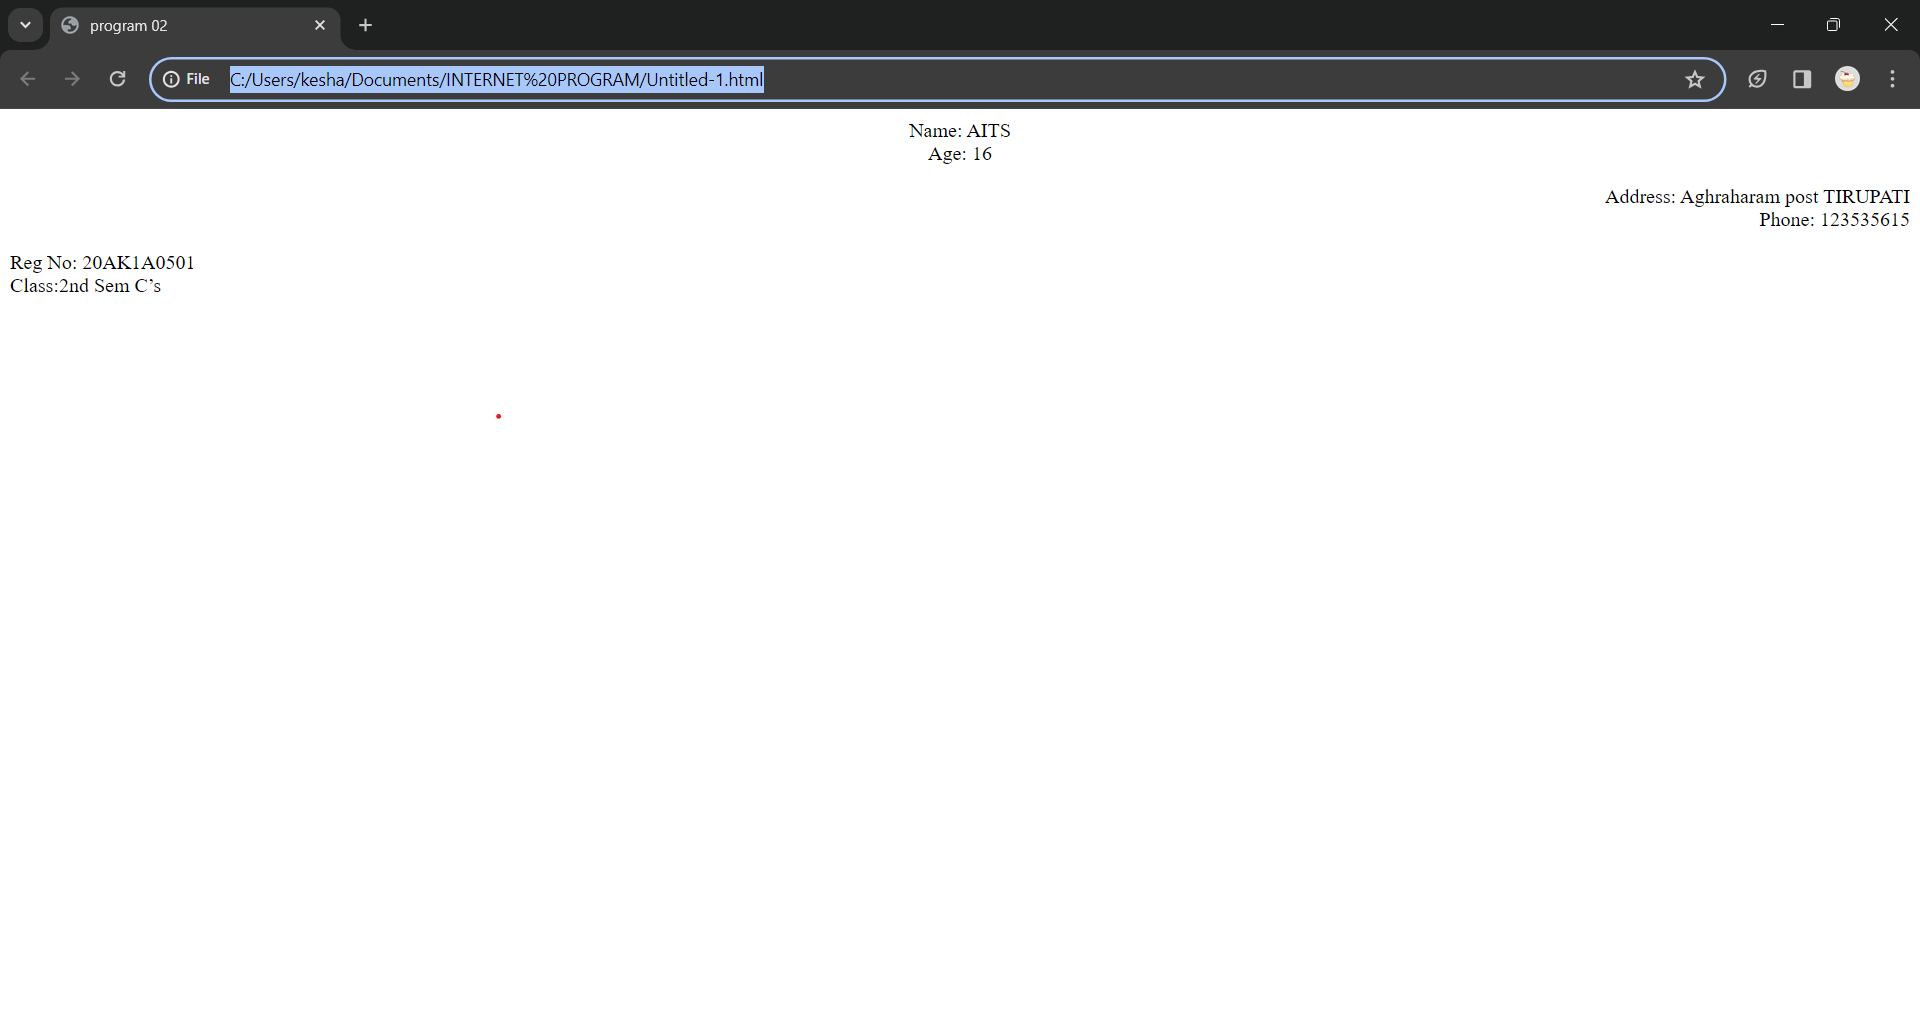 program 02
File
C:/Users/kesha/Documents/INTERNET%20PROGRAM/Untitled-1.html
Name: AITS
Age: 16
Address: Aghraharam post TIRUPATI
Phone: 123535615
Reg No: 20AK1A0501
Class:2nd Sem C’s